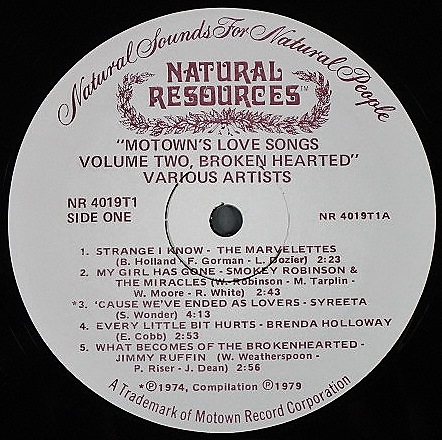 Natural Sounds For Natural People
NATURAL
RESOURCES™
"MOTOWN'S LOVE SONGS
VOLUME TWO, BROKEN HEARTED"
VARIOUS ARTISTS
NR 4019T1
SIDE ONE
NR 4019T1A
1. STRANGE I KNOW - THE MARVELETTES
(B. Holland - F. Gorman - L. Dozier) 2:23
2. MY GIRL HAS GONE - SMOKEY ROBINSON &
THE MIRACLES (W. Robinson - M. Tarplin -
W. Moore - R. White) 2:43
*3. 'CAUSE WE'VE ENDED AS LOVERS - SYREETA
(S. Wonder) 4:13
4. EVERY LITTLE BIT HURTS - BRENDA HOLLOWAY
(E. Cobb) 2:53
5. WHAT BECOMES OF THE BROKENHEARTED -
JIMMY RUFFIN (W. Weatherspoon -
P. Riser - J. Dean) 2:56
*℗1974, Compilation ℗1979
A Trademark of Motown Record Corporation